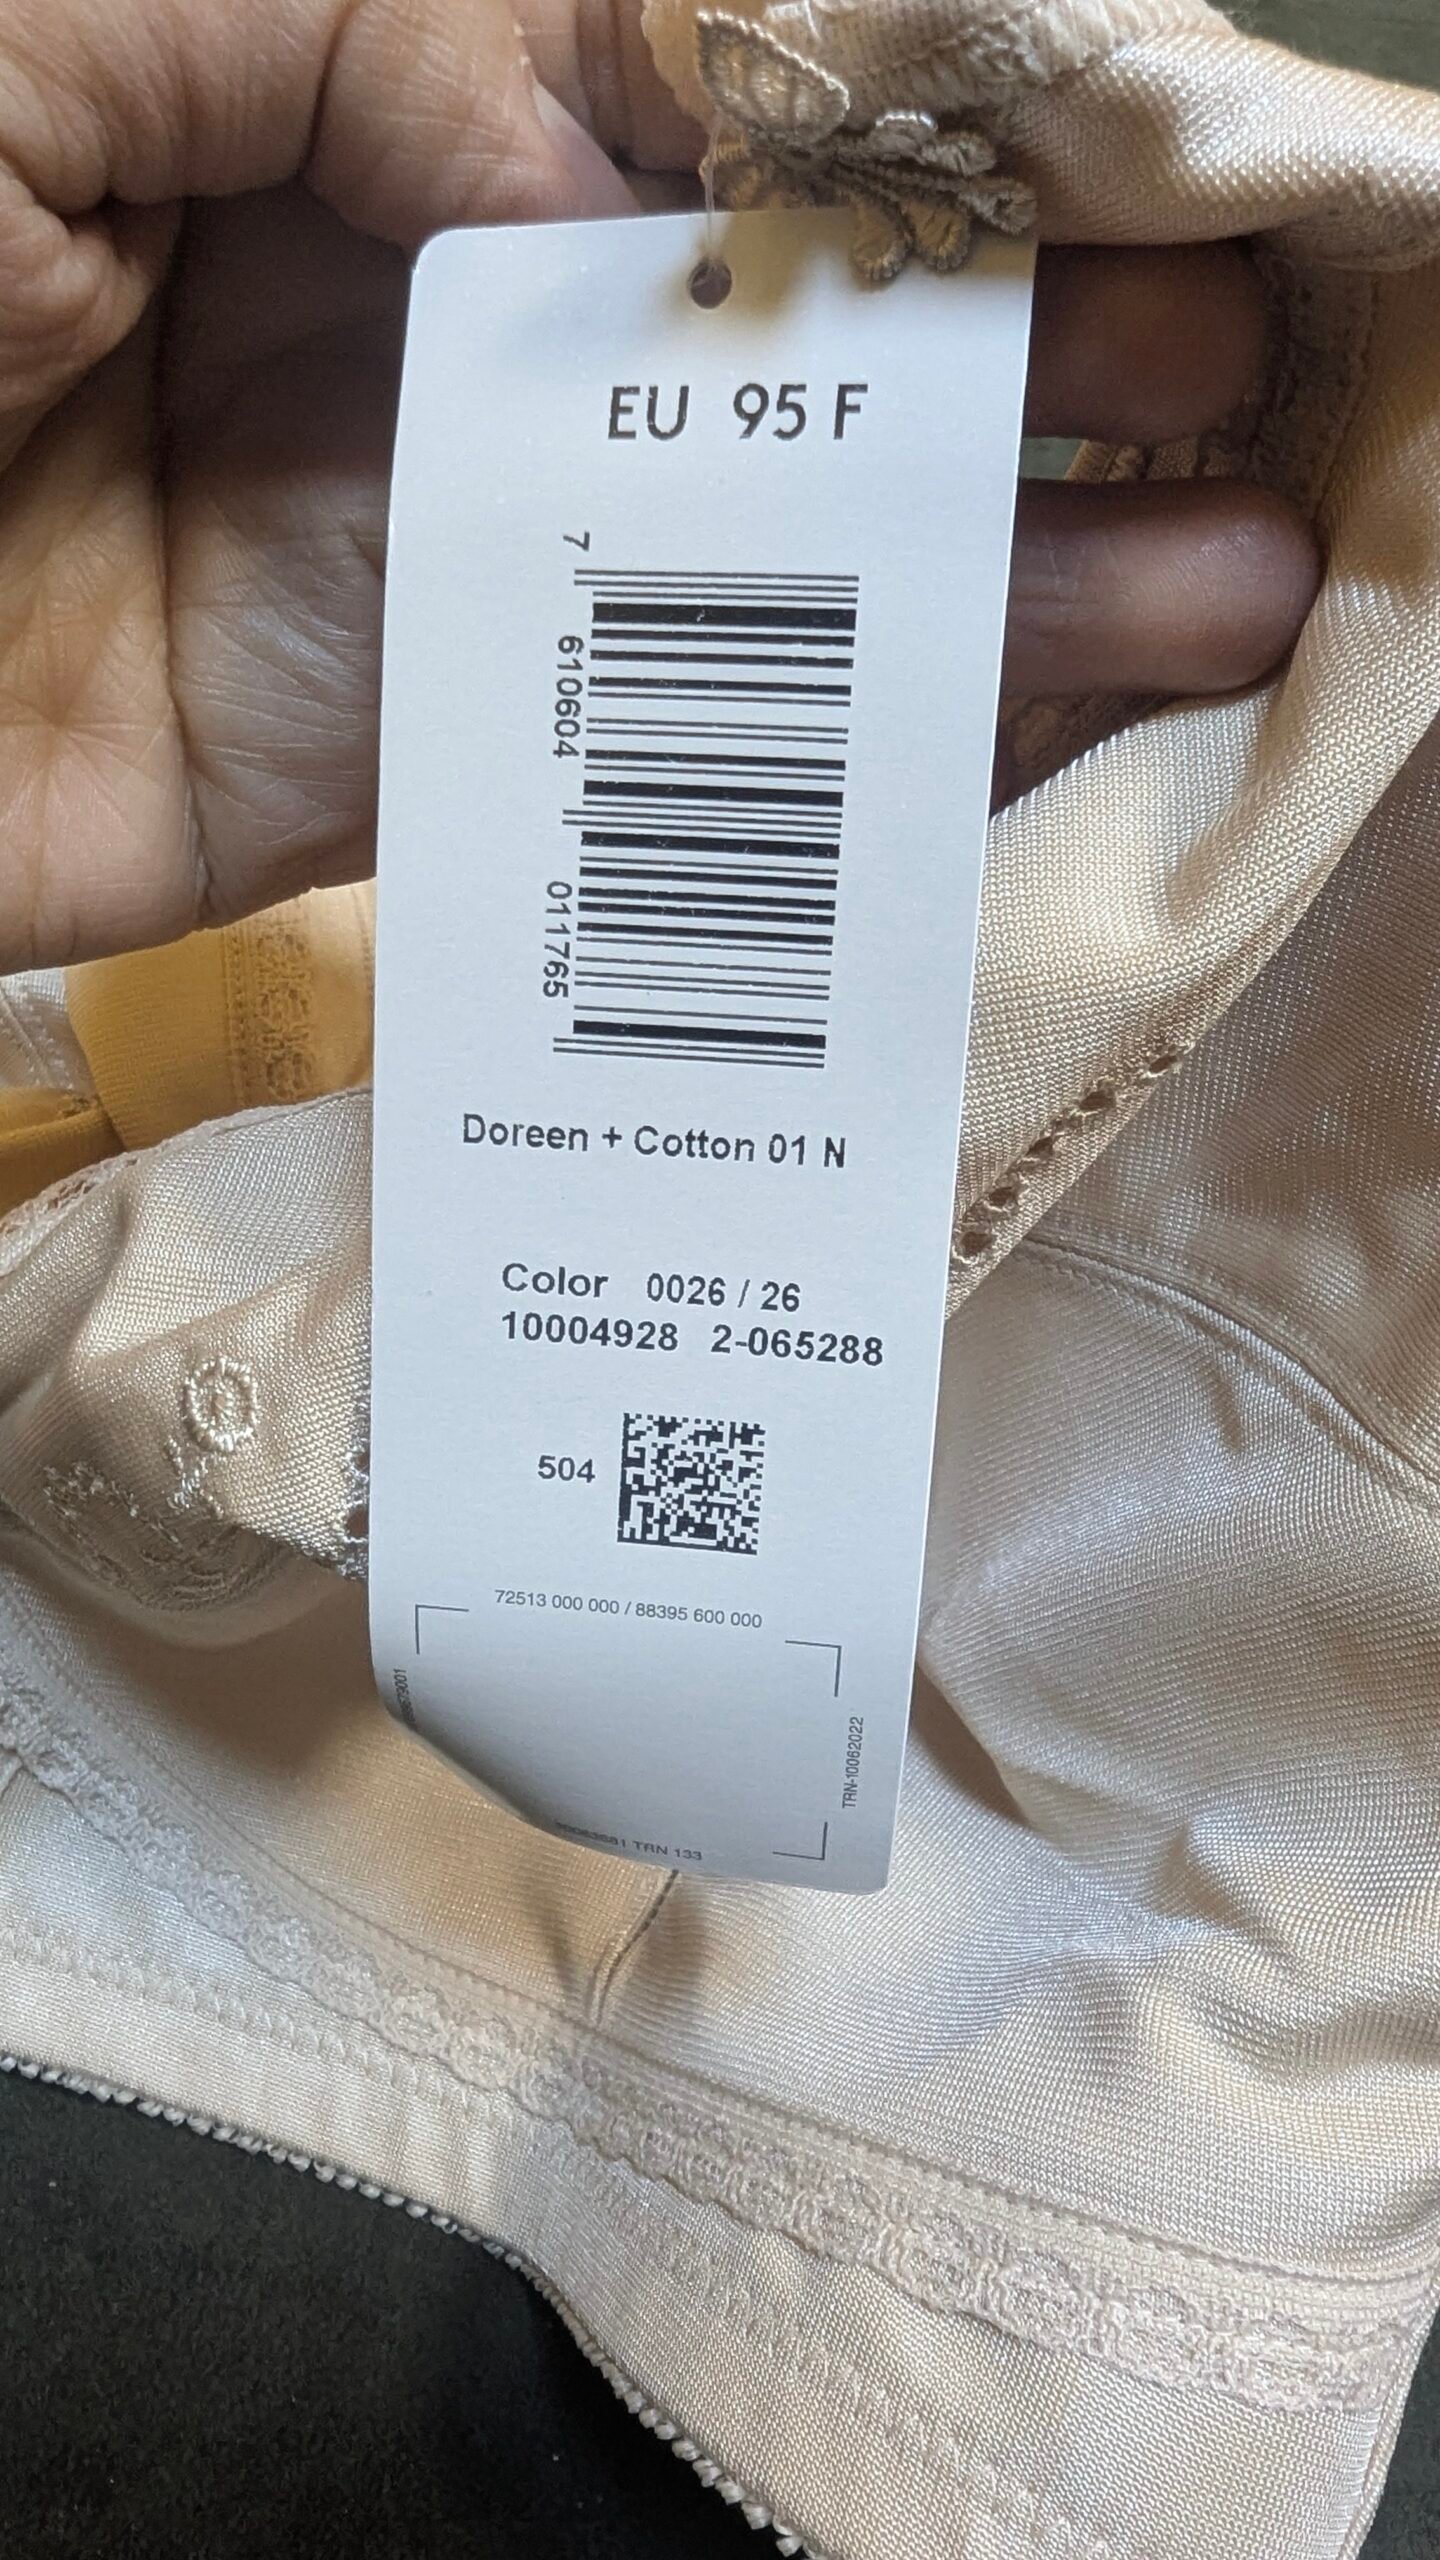 EU 95 F
7 610604 011765
Doreen + Cotton 01 N
Color 0026 / 26
10004928 2-065288
504
72513 000 000 / 88395 600 000
TRN-10062022
TRN 133